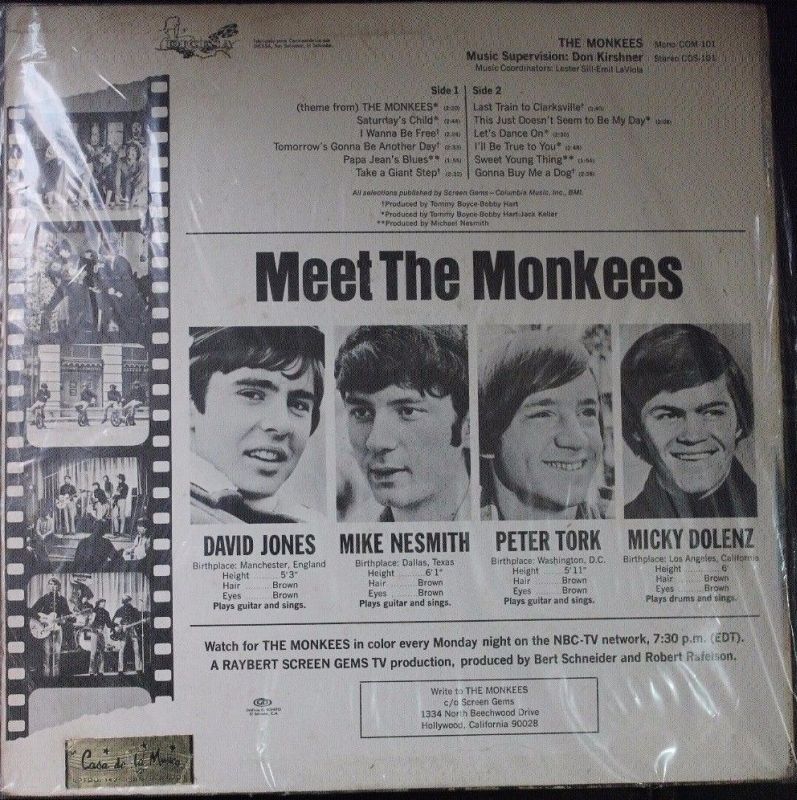 DICESA
THE MONKEES Mono COM-101
Music Supervision: Don Kirshner Stereo COS-101
Music Coordinators: Lester Sill-Emil LaViola
Side 1
(theme from) THE MONKEES* (2:20)
Saturday's Child* (2:44)
I Wanna Be Free†
Tomorrow's Gonna Be Another Day†
Papa Jean's Blues**
Take a Giant Step†
Side 2
Last Train to Clarksville†
This Just Doesn't Seem to Be My Day*
Let's Dance On*
I'll Be True to You*
Sweet Young Thing**
Gonna Buy Me a Dog†
All selections published by Screen Gems–Columbia Music, Inc., BMI.
†Produced by Tommy Boyce-Bobby Hart
*Produced by Tommy Boyce-Bobby Hart-Jack Keller
**Produced by Michael Nesmith
Meet The Monkees
DAVID JONES
Birthplace: Manchester, England
Height ........ 5'3"
Hair ........ Brown
Eyes ........ Brown
Plays guitar and sings.
MIKE NESMITH
Birthplace: Dallas, Texas
Height ........ 6'1"
Hair ........ Brown
Eyes ........ Brown
Plays guitar and sings.
PETER TORK
Birthplace: Washington, D.C.
Height ........ 5'11"
Hair ........ Brown
Eyes ........ Brown
Plays guitar and sings.
MICKY DOLENZ
Birthplace: Los Angeles, California
Height ........ 6'
Hair ........ Brown
Eyes ........ Brown
Plays drums and sings.
Watch for THE MONKEES in color every Monday night on the NBC-TV network, 7:30 p.m. (EDT).
A RAYBERT SCREEN GEMS TV production, produced by Bert Schneider and Robert Rafelson.
Write to THE MONKEES
c/o Screen Gems
1334 North Beechwood Drive
Hollywood, California 90028
Casa de la Musica